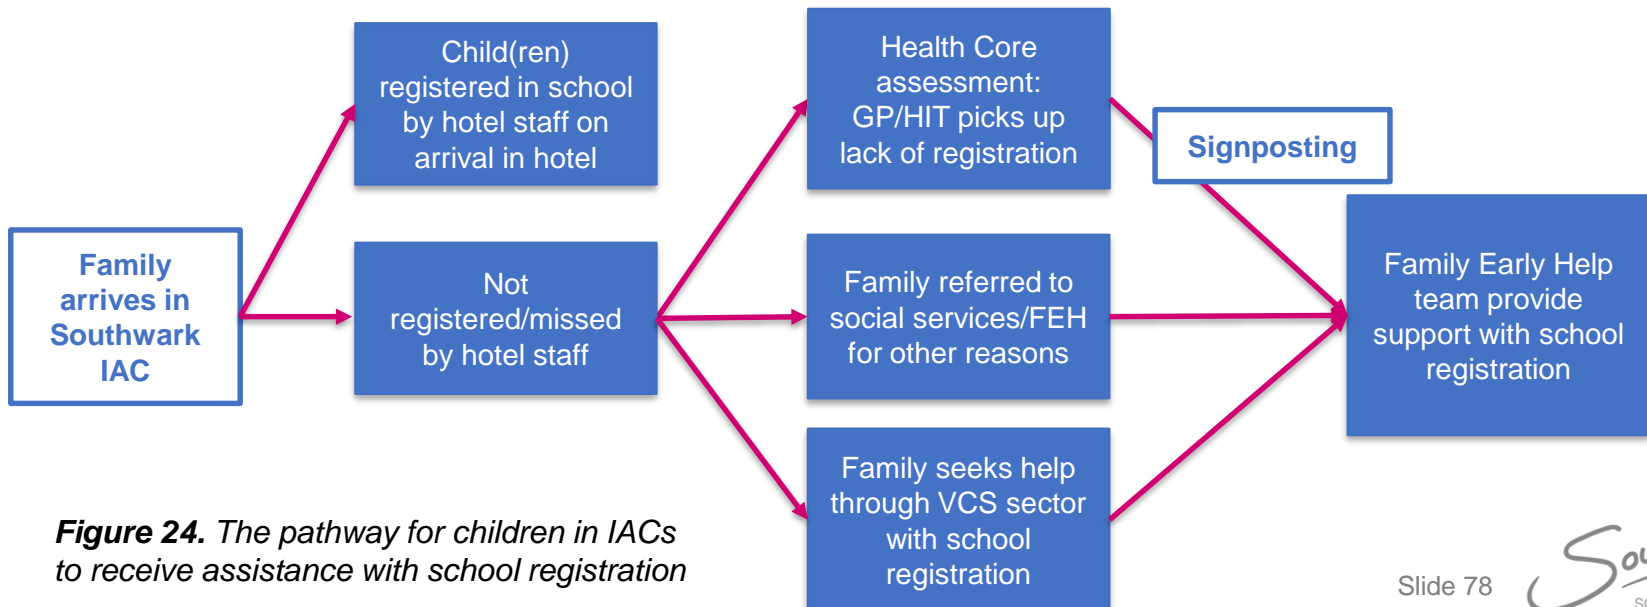 Family
arrives in
Southwark
IAC
Child(ren)
registered in school
by hotel staff on
arrival in hotel
Not
registered/missed
by hotel staff
Health Core
assessment:
GP/HIT picks up
lack of registration
Signposting
Family referred to
social services/FEH
for other reasons
Family seeks help
through VCS sector
with school
registration
Family Early Help
team provide
support with school
registration
Figure 24. The pathway for children in IACs
to receive assistance with school registration
Slide 78